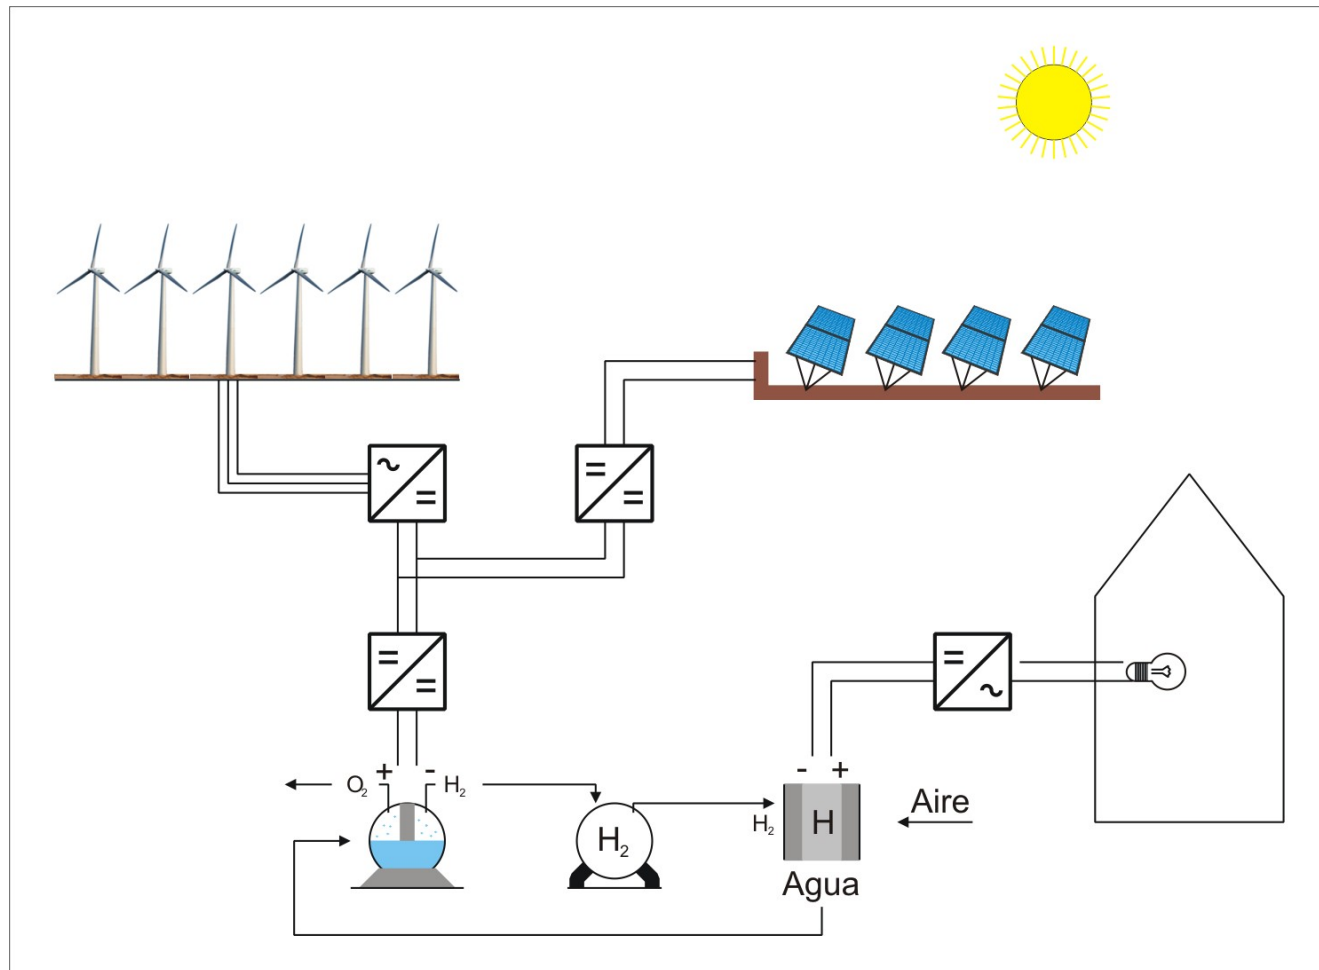 + -
O₂ H₂
H₂
H₂
- +
H
Aire
Agua